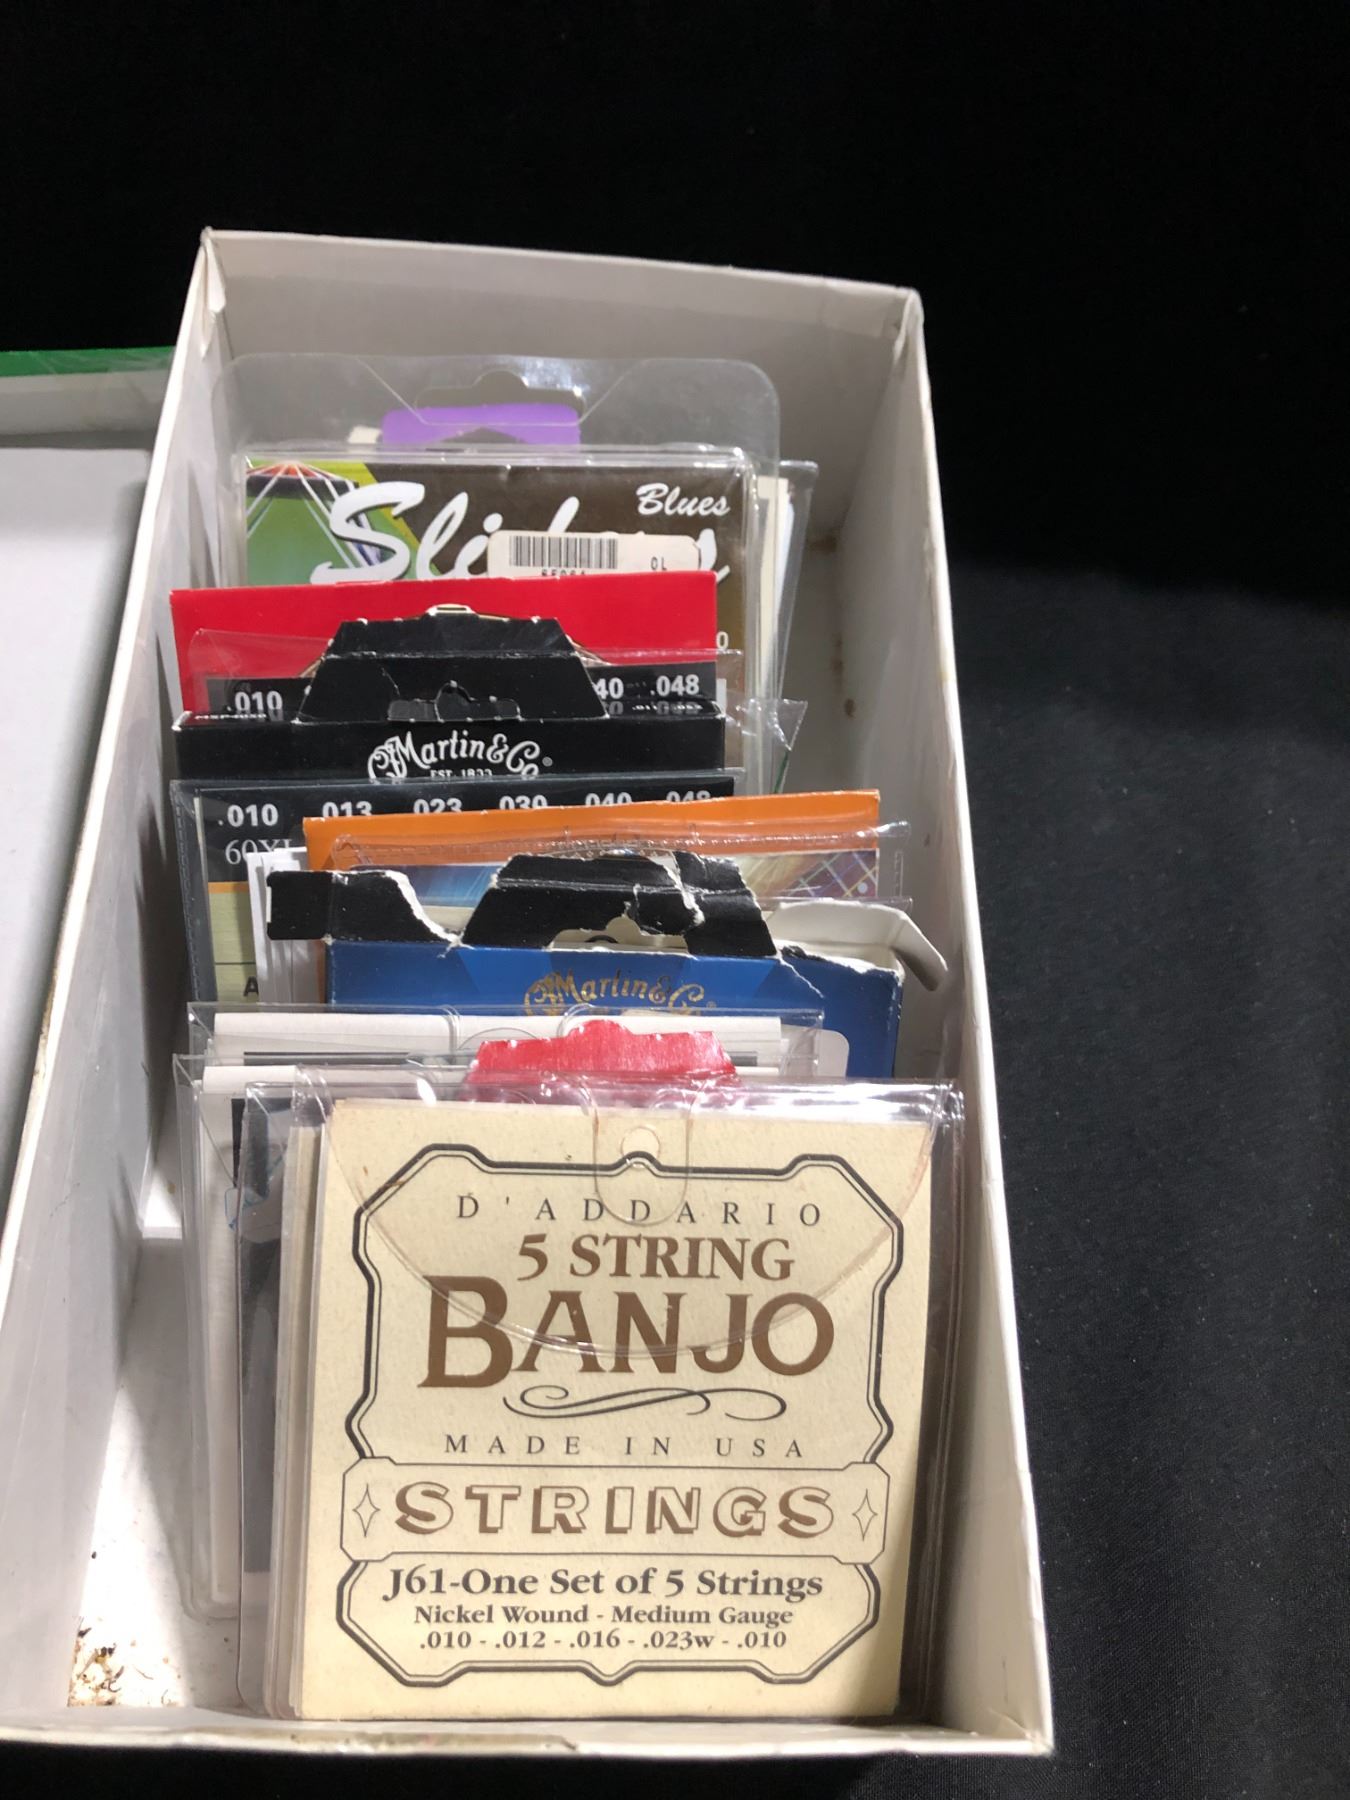 Blues
OL
.010
40 .048
Martin & Co
EST. 1833
.010 .013 .023 .030 .040 .048
Martin & Co
D'ADDARIO
5 STRING
BANJO
MADE IN USA
STRINGS
J61-One Set of 5 Strings
Nickel Wound - Medium Gauge
.010 - .012 - .016 - .023w - .010